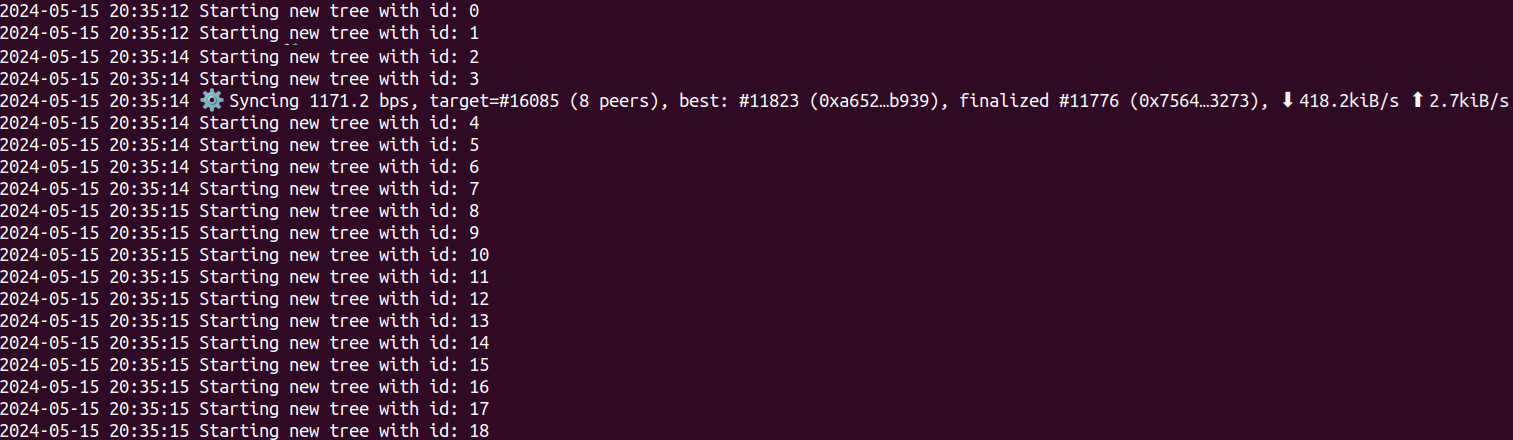 2024-05-15 20:35:12 Starting new tree with id: 0
2024-05-15 20:35:12 Starting new tree with id: 1
2024-05-15 20:35:14 Starting new tree with id: 2
2024-05-15 20:35:14 Starting new tree with id: 3
2024-05-15 20:35:14 ⚙️ Syncing 1171.2 bps, target=#16085 (8 peers), best: #11823 (0xa652…b939), finalized #11776 (0x7564…3273), ⬇ 418.2kiB/s ⬆ 2.7kiB/s
2024-05-15 20:35:14 Starting new tree with id: 4
2024-05-15 20:35:14 Starting new tree with id: 5
2024-05-15 20:35:14 Starting new tree with id: 6
2024-05-15 20:35:14 Starting new tree with id: 7
2024-05-15 20:35:15 Starting new tree with id: 8
2024-05-15 20:35:15 Starting new tree with id: 9
2024-05-15 20:35:15 Starting new tree with id: 10
2024-05-15 20:35:15 Starting new tree with id: 11
2024-05-15 20:35:15 Starting new tree with id: 12
2024-05-15 20:35:15 Starting new tree with id: 13
2024-05-15 20:35:15 Starting new tree with id: 14
2024-05-15 20:35:15 Starting new tree with id: 15
2024-05-15 20:35:15 Starting new tree with id: 16
2024-05-15 20:35:15 Starting new tree with id: 17
2024-05-15 20:35:15 Starting new tree with id: 18